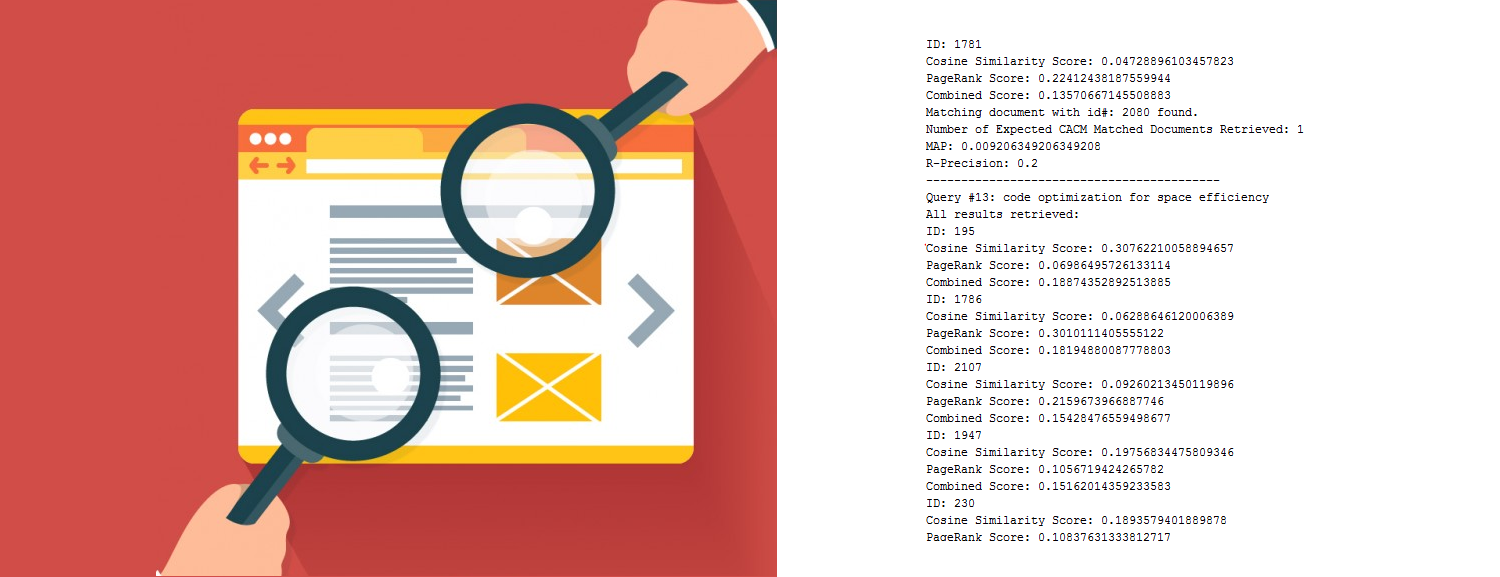 ID: 1781
Cosine Similarity Score: 0.04728896103457823
PageRank Score: 0.22412438187559944
Combined Score: 0.13570667145508883
Matching document with id#: 2080 found.
Number of Expected CACM Matched Documents Retrieved: 1
MAP: 0.009206349206349208
R-Precision: 0.2
------------------------------------------
Query #13: code optimization for space efficiency
All results retrieved:
ID: 195
Cosine Similarity Score: 0.30762210058894657
PageRank Score: 0.06986495726133114
Combined Score: 0.18874352892513885
ID: 1786
Cosine Similarity Score: 0.06288646120006389
PageRank Score: 0.3010111405555122
Combined Score: 0.18194880087778803
ID: 2107
Cosine Similarity Score: 0.09260213450119896
PageRank Score: 0.2159673966887746
Combined Score: 0.15428476559498677
ID: 1947
Cosine Similarity Score: 0.19756834475809346
PageRank Score: 0.1056719424265782
Combined Score: 0.15162014359233583
ID: 230
Cosine Similarity Score: 0.1893579401889878
PageRank Score: 0.10837631333812717